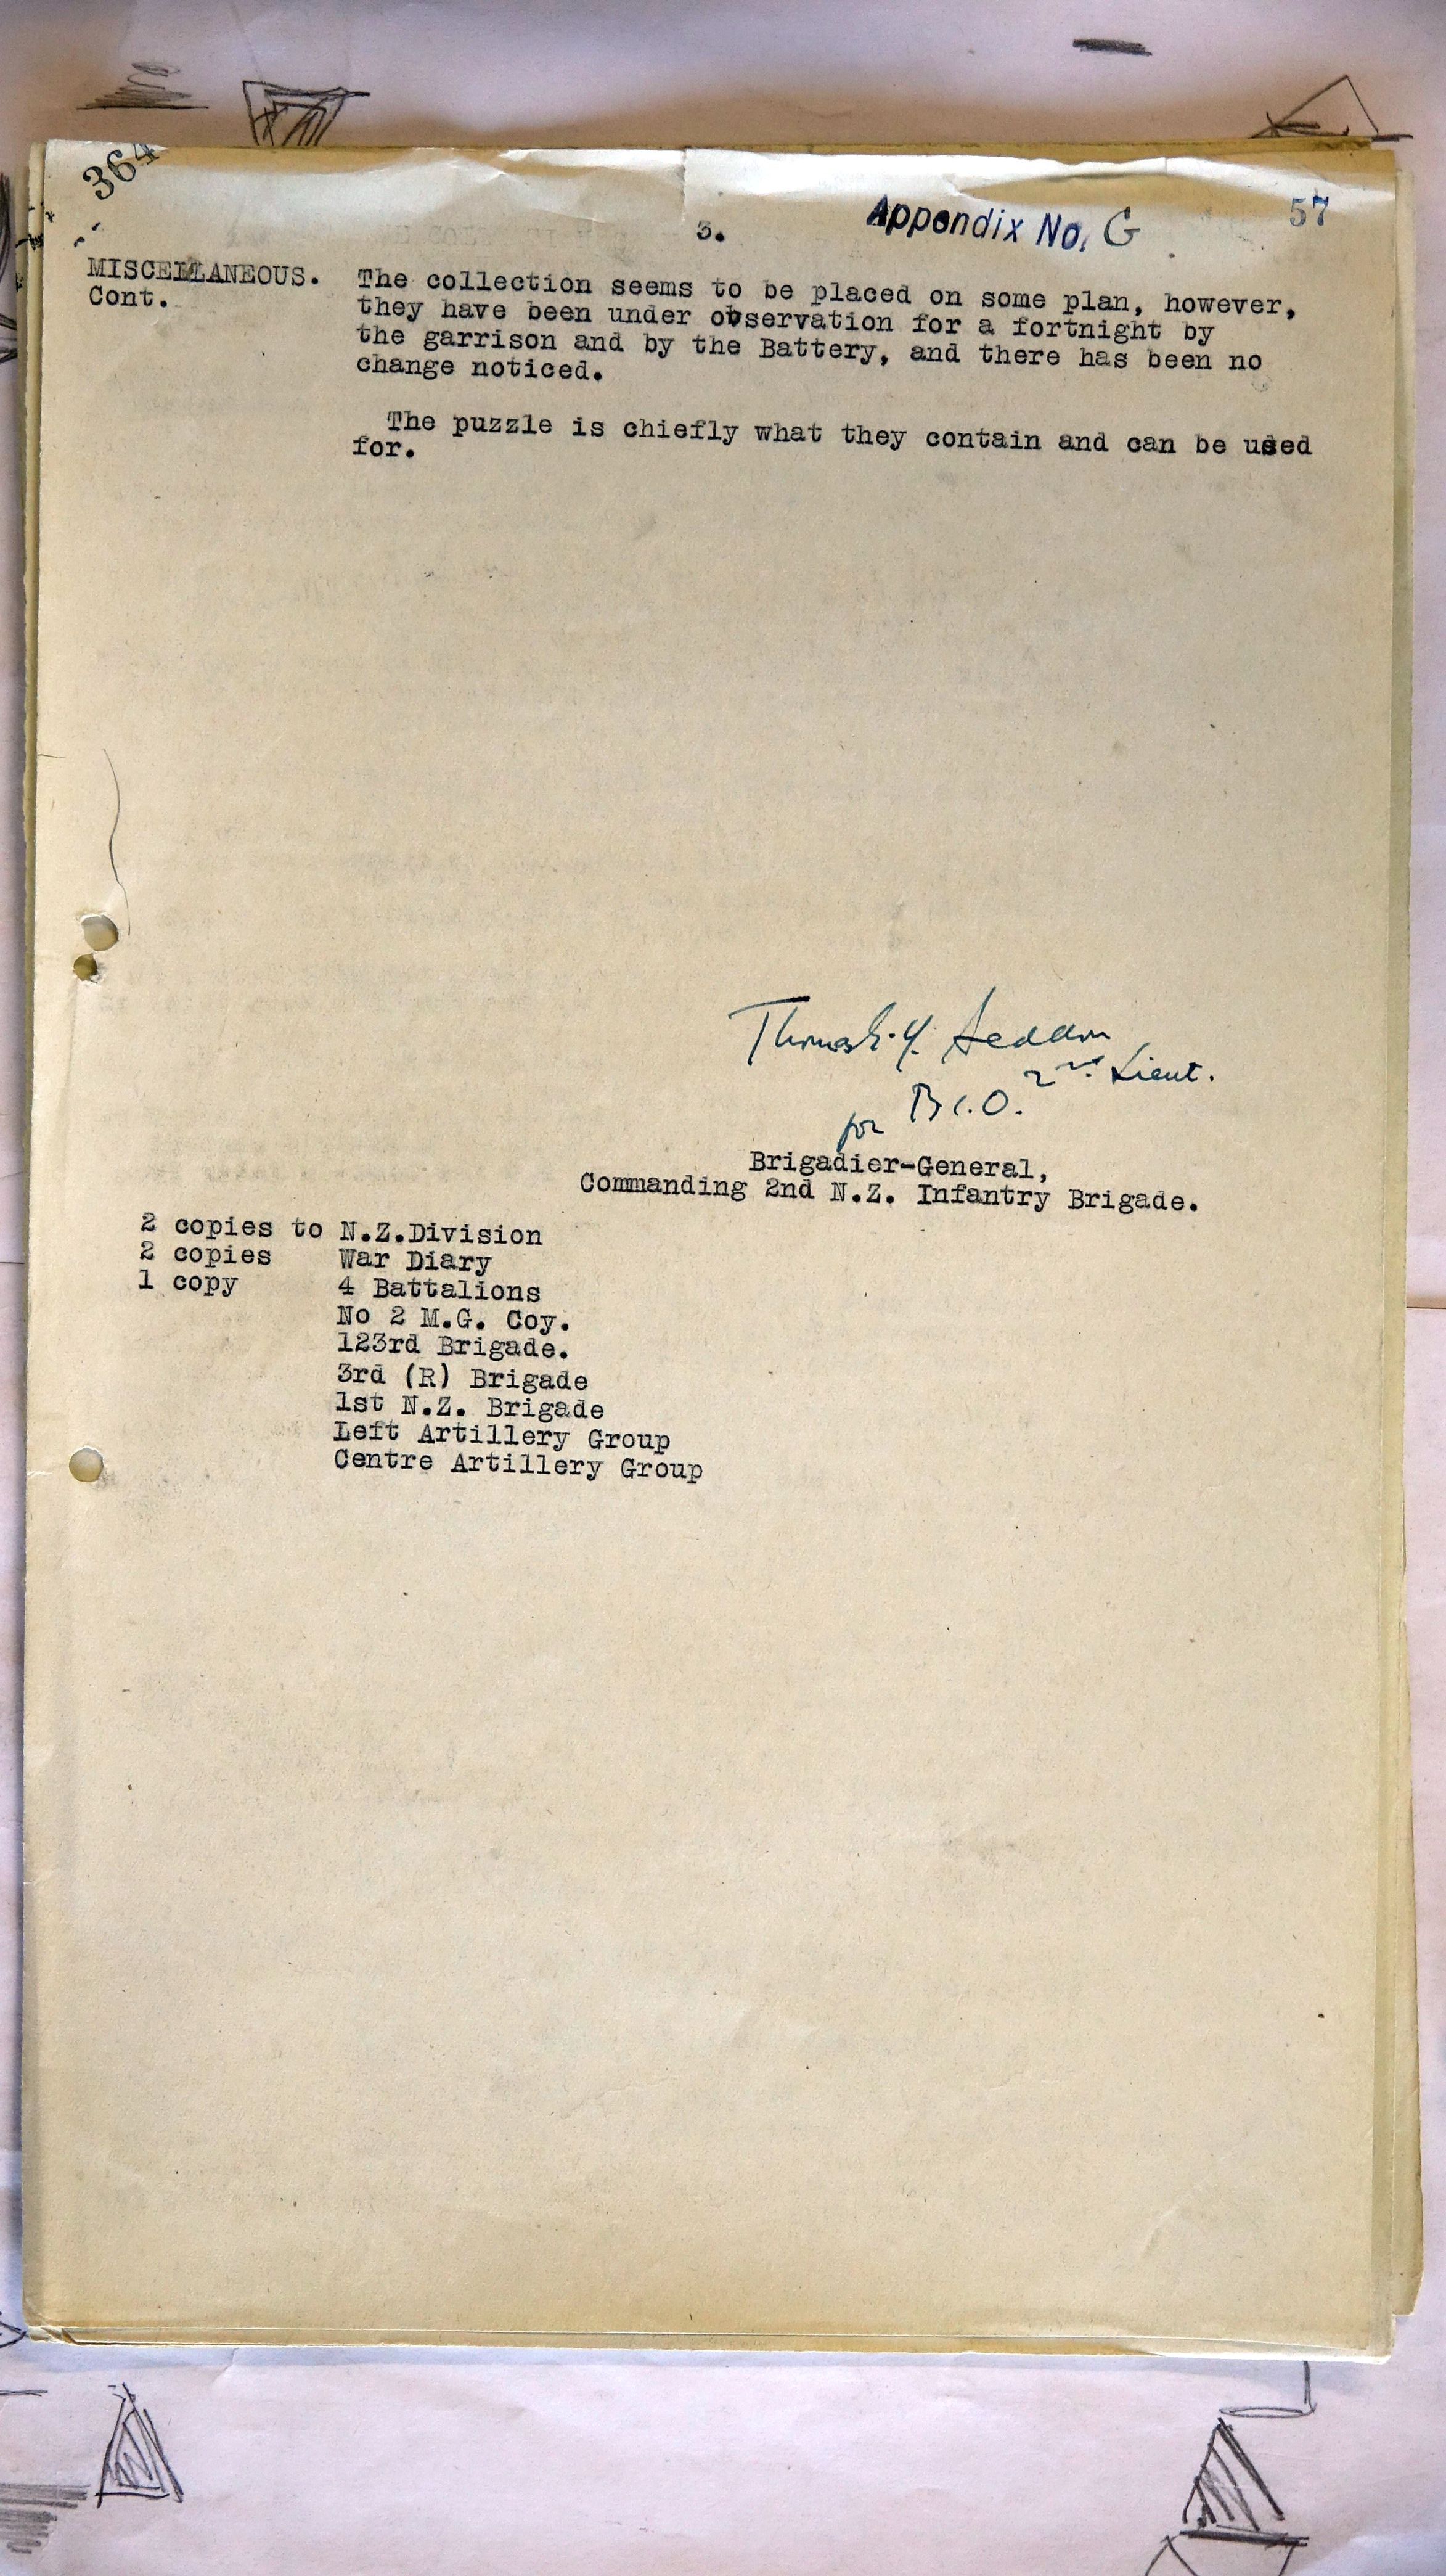 364
3.
Appendix No. G
57
MISCELLANEOUS.
Cont.
The collection seems to be placed on some plan, however,
they have been under observation for a fortnight by
the garrison and by the Battery, and there has been no
change noticed.
The puzzle is chiefly what they contain and can be used
for.
Seddon
2nd Lieut.
for B.I.O.
Brigadier-General,
Commanding 2nd N.Z. Infantry Brigade.
2 copies to N.Z.Division
2 copies War Diary
1 copy 4 Battalions
No 2 M.G. Coy.
123rd Brigade.
3rd (R) Brigade
1st N.Z. Brigade
Left Artillery Group
Centre Artillery Group